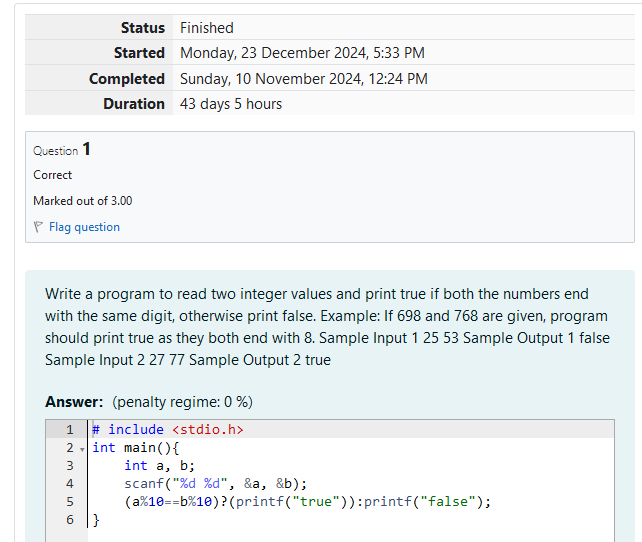 Status Finished
Started Monday, 23 December 2024, 5:33 PM
Completed Sunday, 10 November 2024, 12:24 PM
Duration 43 days 5 hours
Question 1
Correct
Marked out of 3.00
Flag question
Write a program to read two integer values and print true if both the numbers end
with the same digit, otherwise print false. Example: If 698 and 768 are given, program
should print true as they both end with 8. Sample Input 1 25 53 Sample Output 1 false
Sample Input 2 27 77 Sample Output 2 true
Answer: (penalty regime: 0 %)
1 # include <stdio.h>
2 int main(){
3 int a, b;
4 scanf("%d %d", &a, &b);
5 (a%10==b%10)?(printf("true")):printf("false");
6 }